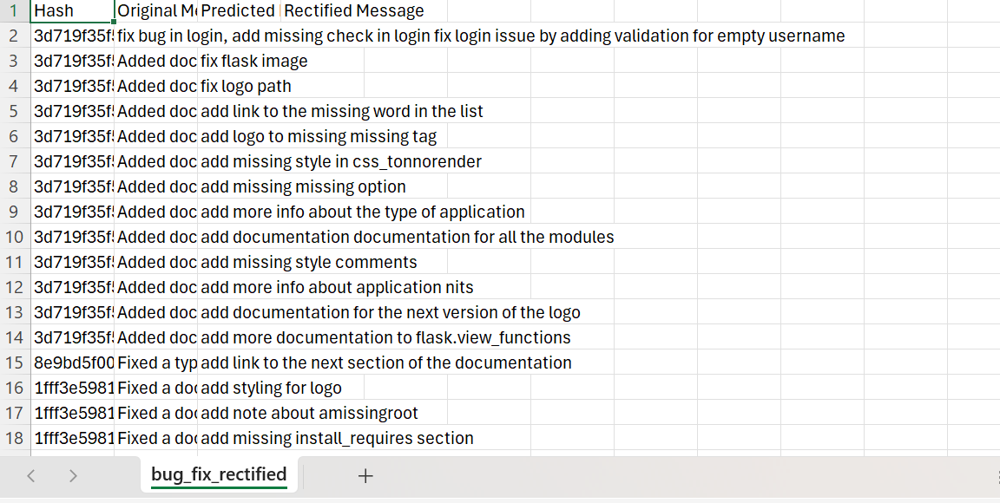 1 Hash Original Me Predicted Rectified Message
2 3d719f35f fix bug in login, add missing check in login fix login issue by adding validation for empty username
3 3d719f35f Added doc fix flask image
4 3d719f35f Added doc fix logo path
5 3d719f35f Added doc add link to the missing word in the list
6 3d719f35f Added doc add logo to missing missing tag
7 3d719f35f Added doc add missing style in css_tonnorender
8 3d719f35f Added doc add missing missing option
9 3d719f35f Added doc add more info about the type of application
10 3d719f35f Added doc add documentation documentation for all the modules
11 3d719f35f Added doc add missing style comments
12 3d719f35f Added doc add more info about application nits
13 3d719f35f Added doc add documentation for the next version of the logo
14 3d719f35f Added doc add more documentation to flask.view_functions
15 8e9bd5f00 Fixed a typ add link to the next section of the documentation
16 1fff3e5981 Fixed a doc add styling for logo
17 1fff3e5981 Fixed a doc add note about amissingroot
18 1fff3e5981 Fixed a doc add missing install_requires section
bug_fix_rectified